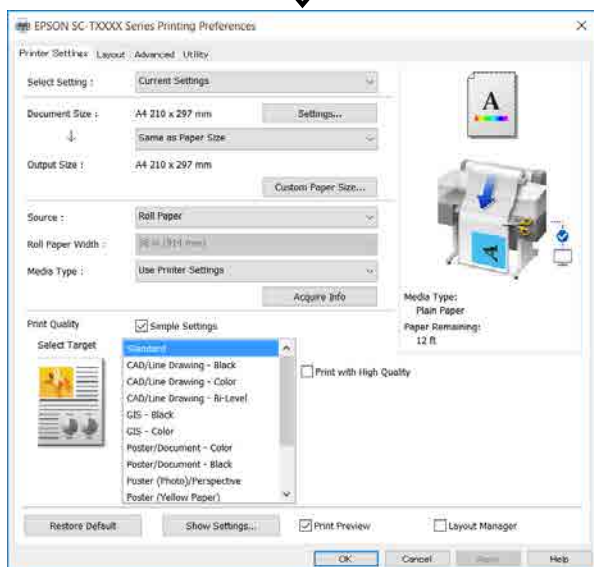 EPSON SC-TXXXX Series Printing Preferences
Printer Settings Layout Advanced Utility
Select Setting : Current Settings
Document Size : A4 210 x 297 mm Settings...
Same as Paper Size
Output Size : A4 210 x 297 mm
Custom Paper Size...
Source : Roll Paper
Roll Paper Width : 36 in (914 mm)
Media Type : Use Printer Settings
Acquire Info
A
Media Type:
Plain Paper
Paper Remaining:
12 ft
Print Quality Simple Settings
Select Target
Standard
CAD/Line Drawing - Black
CAD/Line Drawing - Color
CAD/Line Drawing - Bi-Level
GIS - Black
GIS - Color
Poster/Document - Color
Poster/Document - Black
Poster (Photo)/Perspective
Poster (Yellow Paper)
Print with High Quality
Restore Default Show Settings... Print Preview Layout Manager
OK Cancel Apply Help